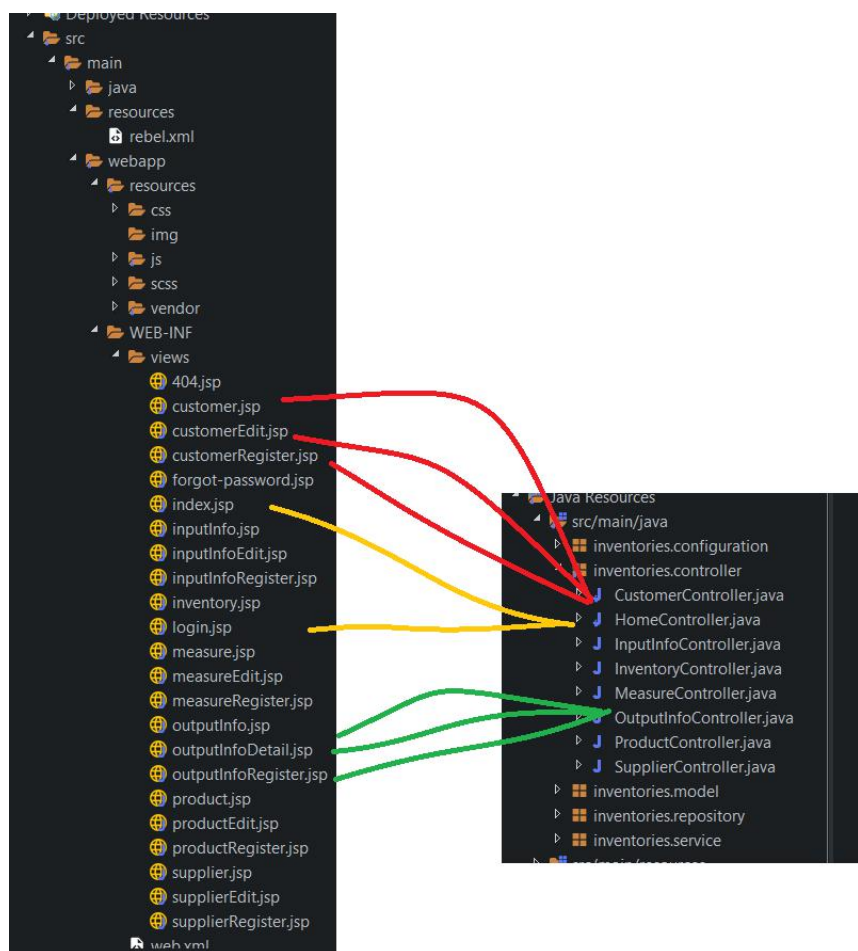 Deployed Resources
src
main
java
resources
rebel.xml
webapp
resources
css
img
js
scss
vendor
WEB-INF
views
404.jsp
customer.jsp
customerEdit.jsp
customerRegister.jsp
forgot-password.jsp
index.jsp
inputInfo.jsp
inputInfoEdit.jsp
inputInfoRegister.jsp
inventory.jsp
login.jsp
measure.jsp
measureEdit.jsp
measureRegister.jsp
outputInfo.jsp
outputInfoDetail.jsp
outputInfoRegister.jsp
product.jsp
productEdit.jsp
productRegister.jsp
supplier.jsp
supplierEdit.jsp
supplierRegister.jsp
web.xml
Java Resources
src/main/java
inventories.configuration
inventories.controller
CustomerController.java
HomeController.java
InputInfoController.java
InventoryController.java
MeasureController.java
OutputInfoController.java
ProductController.java
SupplierController.java
inventories.model
inventories.repository
inventories.service
src/main/resources